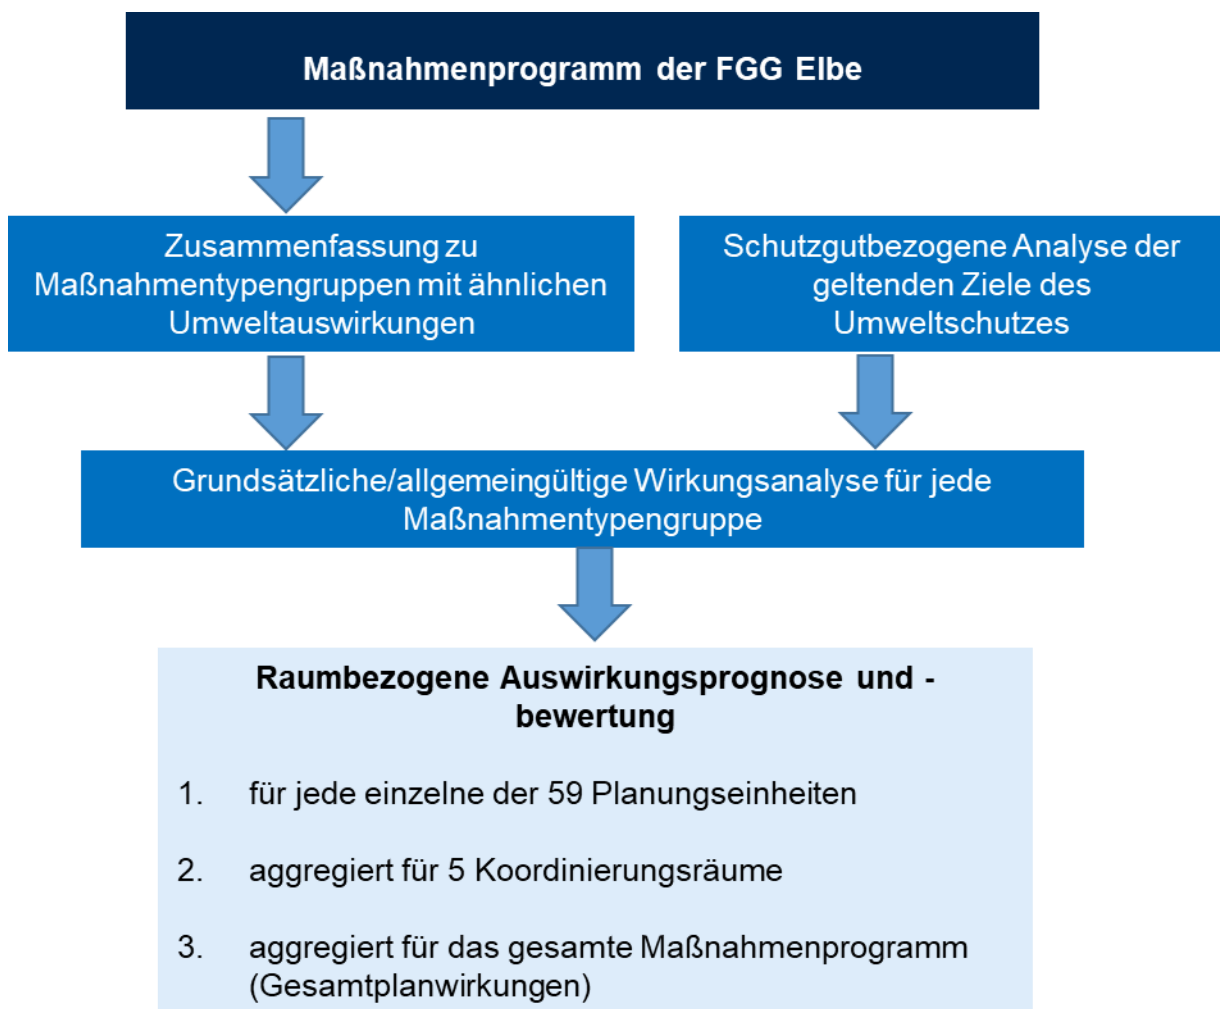 Maßnahmenprogramm der FGG Elbe
Zusammenfassung zu
Maßnahmentypengruppen mit ähnlichen
Umweltauswirkungen
Schutzgutbezogene Analyse der
geltenden Ziele des
Umweltschutzes
Grundsätzliche/allgemeingültige Wirkungsanalyse für jede
Maßnahmentypengruppe
Raumbezogene Auswirkungsprognose und -
bewertung
1. für jede einzelne der 59 Planungseinheiten
2. aggregiert für 5 Koordinierungsräume
3. aggregiert für das gesamte Maßnahmenprogramm
(Gesamtplanwirkungen)